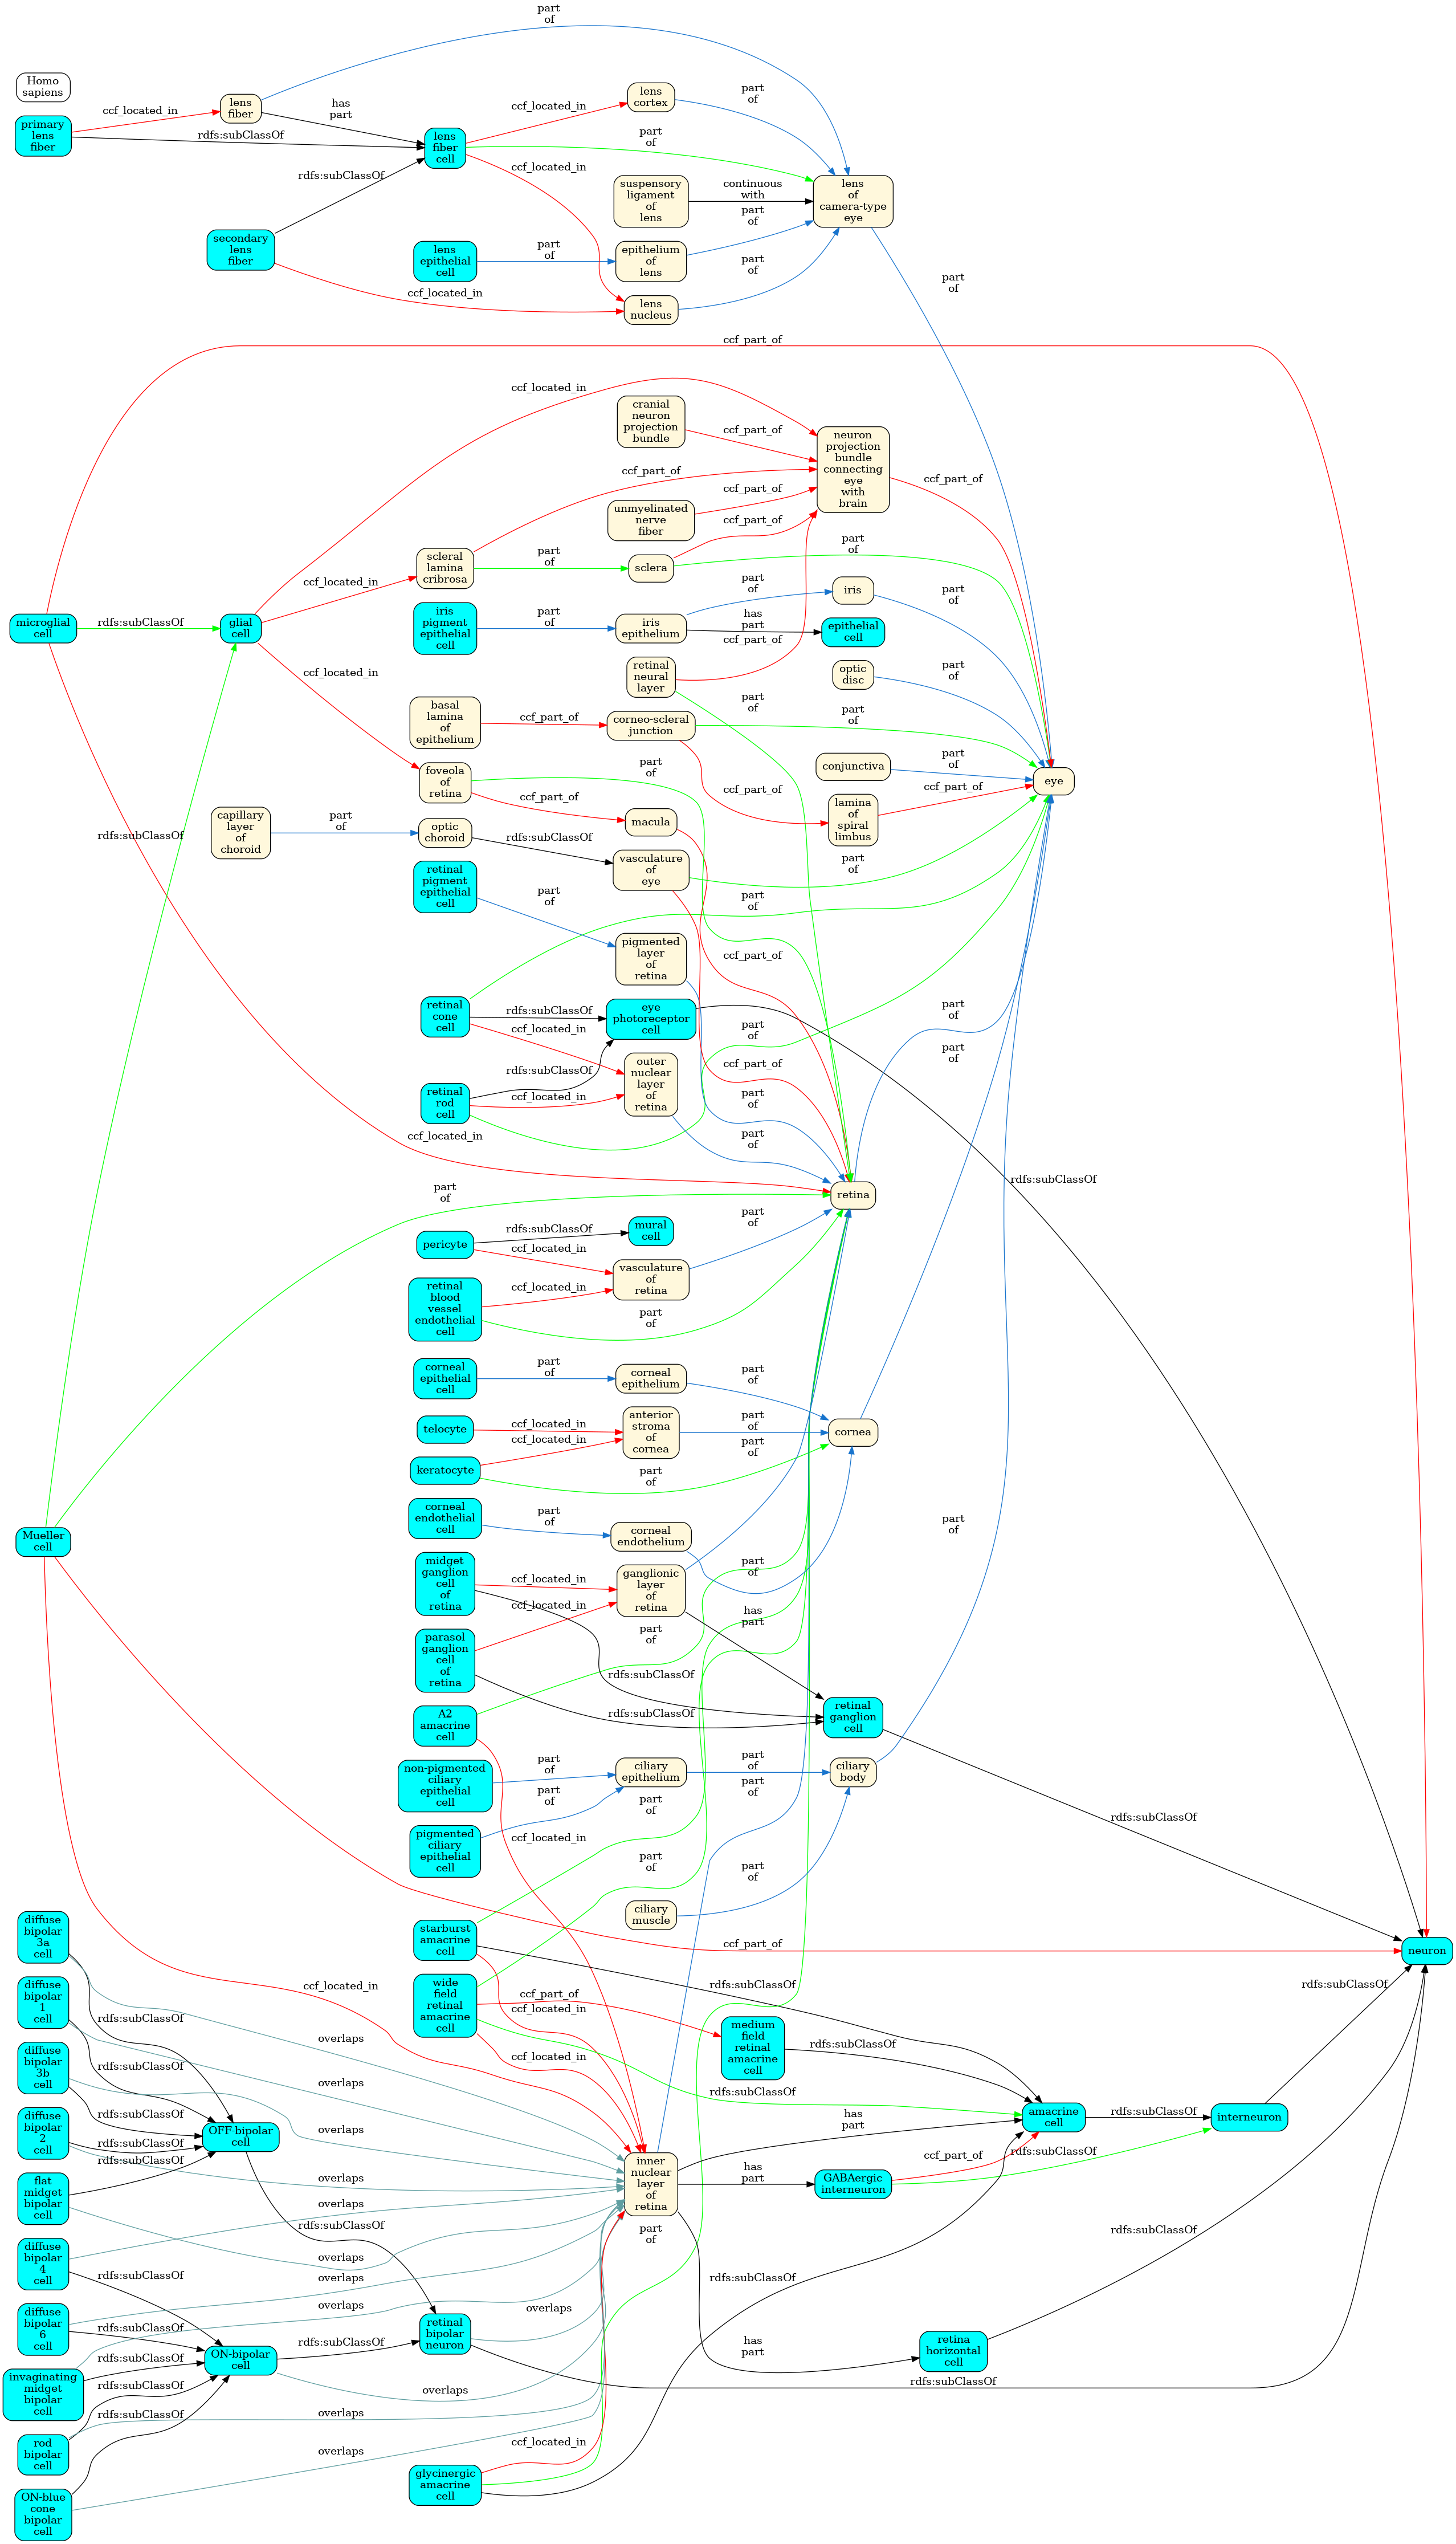 part
of
Homo
sapiens
primary
lens
fiber
ccf_located_in
lens
fiber
has
part
rdfs:subClassOf
lens
fiber
cell
ccf_located_in
lens
cortex
part
of
part
of
rdfs:subClassOf
ccf_located_in
suspensory
ligament
of
lens
continuous
with
lens
of
camera-type
eye
secondary
lens
fiber
lens
epithelial
cell
part
of
epithelium
of
lens
part
of
part
of
ccf_located_in
lens
nucleus
part
of
ccf_part_of
ccf_located_in
cranial
neuron
projection
bundle
ccf_part_of
neuron
projection
bundle
connecting
eye
with
brain
ccf_part_of
ccf_part_of
unmyelinated
nerve
fiber
ccf_part_of
ccf_part_of
part
of
scleral
lamina
cribrosa
part
of
sclera
ccf_located_in
microglial
cell
rdfs:subClassOf
glial
cell
iris
pigment
epithelial
cell
part
of
iris
epithelium
part
of
iris
part
of
has
part
epithelial
cell
ccf_part_of
ccf_located_in
retinal
neural
layer
optic
disc
part
of
part
of
basal
lamina
of
epithelium
ccf_part_of
corneo-scleral
junction
part
of
conjunctiva
part
of
eye
foveola
of
retina
part
of
ccf_part_of
ccf_part_of
lamina
of
spiral
limbus
ccf_part_of
macula
rdfs:subClassOf
capillary
layer
of
choroid
part
of
optic
choroid
rdfs:subClassOf
vasculature
of
eye
part
of
retinal
pigment
epithelial
cell
part
of
part
of
pigmented
layer
of
retina
ccf_part_of
retinal
cone
cell
rdfs:subClassOf
ccf_located_in
eye
photoreceptor
cell
part
of
part
of
part
of
outer
nuclear
layer
of
retina
ccf_part_of
rdfs:subClassOf
retinal
rod
cell
ccf_located_in
part
of
part
of
ccf_located_in
part
of
retina
rdfs:subClassOf
pericyte
rdfs:subClassOf
mural
cell
part
of
ccf_located_in
vasculature
of
retina
retinal
blood
vessel
endothelial
cell
ccf_located_in
part
of
corneal
epithelial
cell
part
of
corneal
epithelium
part
of
telocyte
ccf_located_in
anterior
stroma
of
cornea
part
of
cornea
ccf_located_in
part
of
keratocyte
part
of
corneal
endothelial
cell
part
of
corneal
endothelium
part
of
Mueller
cell
part
of
midget
ganglion
cell
of
retina
ccf_located_in
ganglionic
layer
of
retina
ccf_located_in
has
part
parasol
ganglion
cell
of
retina
part
of
rdfs:subClassOf
rdfs:subClassOf
retinal
ganglion
cell
A2
amacrine
cell
non-pigmented
ciliary
epithelial
cell
part
of
ciliary
epithelium
part
of
ciliary
body
part
of
part
of
part
of
pigmented
ciliary
epithelial
cell
ccf_located_in
rdfs:subClassOf
part
of
part
of
ciliary
muscle
diffuse
bipolar
3a
cell
starburst
amacrine
cell
ccf_part_of
neuron
ccf_located_in
rdfs:subClassOf
wide
field
retinal
amacrine
cell
ccf_part_of
ccf_located_in
rdfs:subClassOf
diffuse
bipolar
1
cell
rdfs:subClassOf
overlaps
medium
field
retinal
amacrine
cell
rdfs:subClassOf
ccf_located_in
rdfs:subClassOf
diffuse
bipolar
3b
cell
rdfs:subClassOf
overlaps
rdfs:subClassOf
amacrine
cell
rdfs:subClassOf
interneuron
diffuse
bipolar
2
cell
rdfs:subClassOf
OFF-bipolar
cell
overlaps
has
part
rdfs:subClassOf
rdfs:subClassOf
ccf_part_of
rdfs:subClassOf
flat
midget
bipolar
cell
overlaps
inner
nuclear
layer
of
retina
has
part
GABAergic
interneuron
overlaps
rdfs:subClassOf
part
of
rdfs:subClassOf
diffuse
bipolar
4
cell
overlaps
rdfs:subClassOf
overlaps
rdfs:subClassOf
diffuse
bipolar
6
cell
overlaps
overlaps
rdfs:subClassOf
retinal
bipolar
neuron
ON-bipolar
cell
rdfs:subClassOf
has
part
retina
horizontal
cell
invaginating
midget
bipolar
cell
rdfs:subClassOf
rdfs:subClassOf
overlaps
rdfs:subClassOf
rdfs:subClassOf
overlaps
rod
bipolar
cell
ccf_located_in
overlaps
glycinergic
amacrine
cell
ON-blue
cone
bipolar
cell